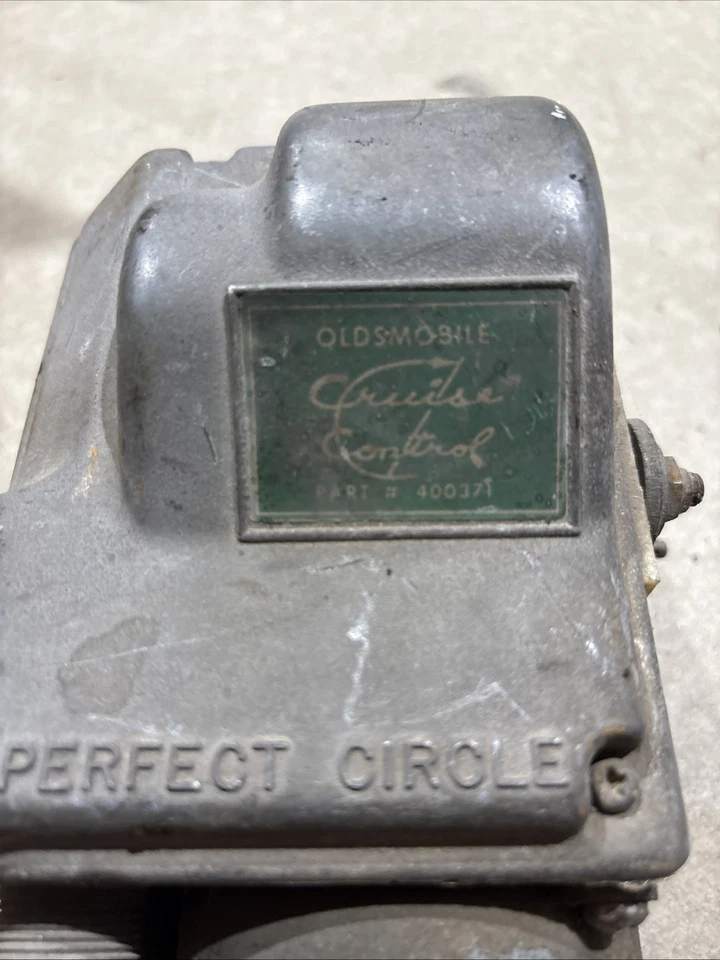 OLDSMOBILE
Cruise
Control
PART # 400371
PERFECT CIRCLE